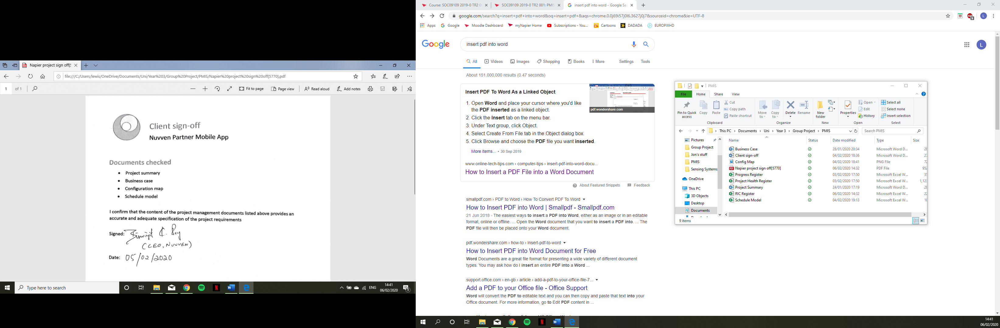 Napier project sign off[5
file:///C:/Users/lewis/OneDrive/Documents/Uni/Year%203/Group%20Project/PMIS/Napier%20project%20sign%20off[5770].pdf
1 of 1
Fit to page
Page view
Read aloud
Add notes
Client sign-off
Nuvven Partner Mobile App
Documents checked
• Project summary
• Business case
• Configuration map
• Schedule model
I confirm that the content of the project management documents listed above provides an
accurate and adequate specification of the project requirements
Signed:
(CEO, NUVVEN)
Date: 05/02/2020
Type here to search
ENG
14:41
06/02/2020
1
Course: SOC09109 2019-0 TR2 0
SOC09109 2019-0 TR2 001: PMIS
insert pdf into word - Google Se
google.com/search?q=insert+pdf+into+word&oq=insert+pdf+&aqs=chrome.0.0j69i57j0l6.3627j0j7&sourceid=chrome&ie=UTF-8
ABP
9
L
Apps
Google
Moodle Dashboard
myNapier Home
Subscriptions - You...
Cartoons
DADADA
EUROPIXHD
Google
insert pdf into word
L
All
Videos
Images
Shopping
Books
More
Settings
Tools
About 151,000,000 results (0.47 seconds)
Insert PDF To Word As a Linked Object
1. Open Word and place your cursor where you'd like
the PDF inserted as a linked object.
2. Click the Insert tab on the menu bar.
3. Under Text group, click Object.
4. Select Create From File tab in the Object dialog box.
5. Click Browse and choose the PDF file you want inserted.
More items... • 30 Sep 2019
pdf.wondershare.com
www.online-tech-tips.com › computer-tips › insert-pdf-into-word-docu...
How to Insert a PDF File into a Word Document
About Featured Snippets
Feedback
smallpdf.com › PDF to Word › How To Convert PDF To Word
How to Insert PDF into Word | Smallpdf - Smallpdf.com
21 Jun 2018 - The easiest ways to insert a PDF into Word, either as an image or in an editable
format, online or offline. ... Open the Word document that you want to insert a PDF into. ... The
PDF file will then be placed onto your Word document.
pdf.wondershare.com › how-to › insert-pdf-to-word
How to Insert PDF into Word Document for Free
Word Documents are a great file format for presenting a wide variety of different document
types. You may ask how do I insert an entire PDF into a Word ...
support.office.com › en-gb › article › add-a-pdf-to-your-office-file-7...
Add a PDF to your Office file - Office Support
Word will convert the PDF to editable text and you can then copy and paste that text into your
Office document. For more information, go to Edit PDF content in ...
PMIS
File
Home
Share
View
Pin to Quick access
Copy
Paste
Cut
Copy path
Paste shortcut
Clipboard
Move to
Copy to
Delete
Rename
Organize
New folder
New
Properties
Open
Edit
History
Open
Select all
Select none
Invert selection
Select
This PC › Documents › Uni › Year 3 › Group Project › PMIS
Search PMIS
Pictures
Group Project
Jon's stuff
PMIS
Sensing Systems
OneDrive
This PC
3D Objects
Desktop
Documents
Name Status Date modified Type Size
Business Case 28/01/2020 20:34 Microsoft Word D... 28
Client sign-off 04/02/2020 18:36 Microsoft Word D... 27
Config Map 04/02/2020 18:41 PNG File 72
Napier project sign off[5770] 06/02/2020 14:32 PDF File 952
Progress Register 03/02/2020 17:50 Microsoft Excel W... 35
Project Health Register 03/02/2020 17:50 Microsoft Excel W... 1,123
Project Summary 24/01/2020 17:19 Microsoft Word D... 28
RIC Register 06/02/2020 14:32 Microsoft Excel W... 22
Schedule Model 04/02/2020 19:13 Microsoft Excel W... 10
9 items
14:41
06/02/2020